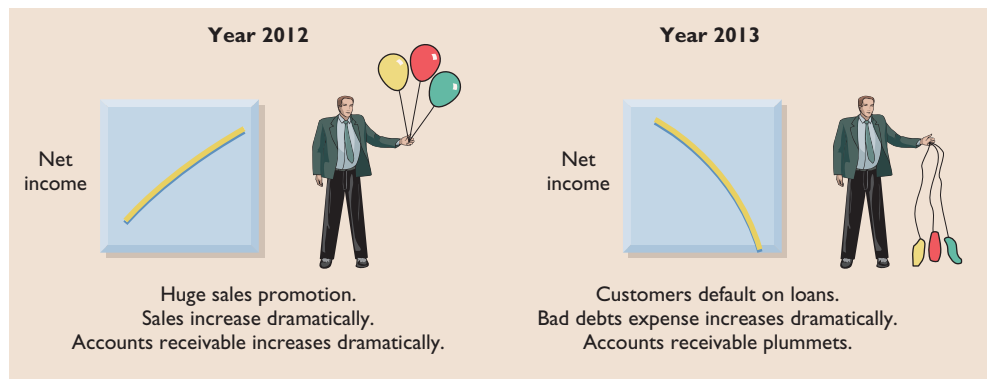 Year 2012
Net
income
Huge sales promotion.
Sales increase dramatically.
Accounts receivable increases dramatically.
Year 2013
Net
income
Customers default on loans.
Bad debts expense increases dramatically.
Accounts receivable plummets.